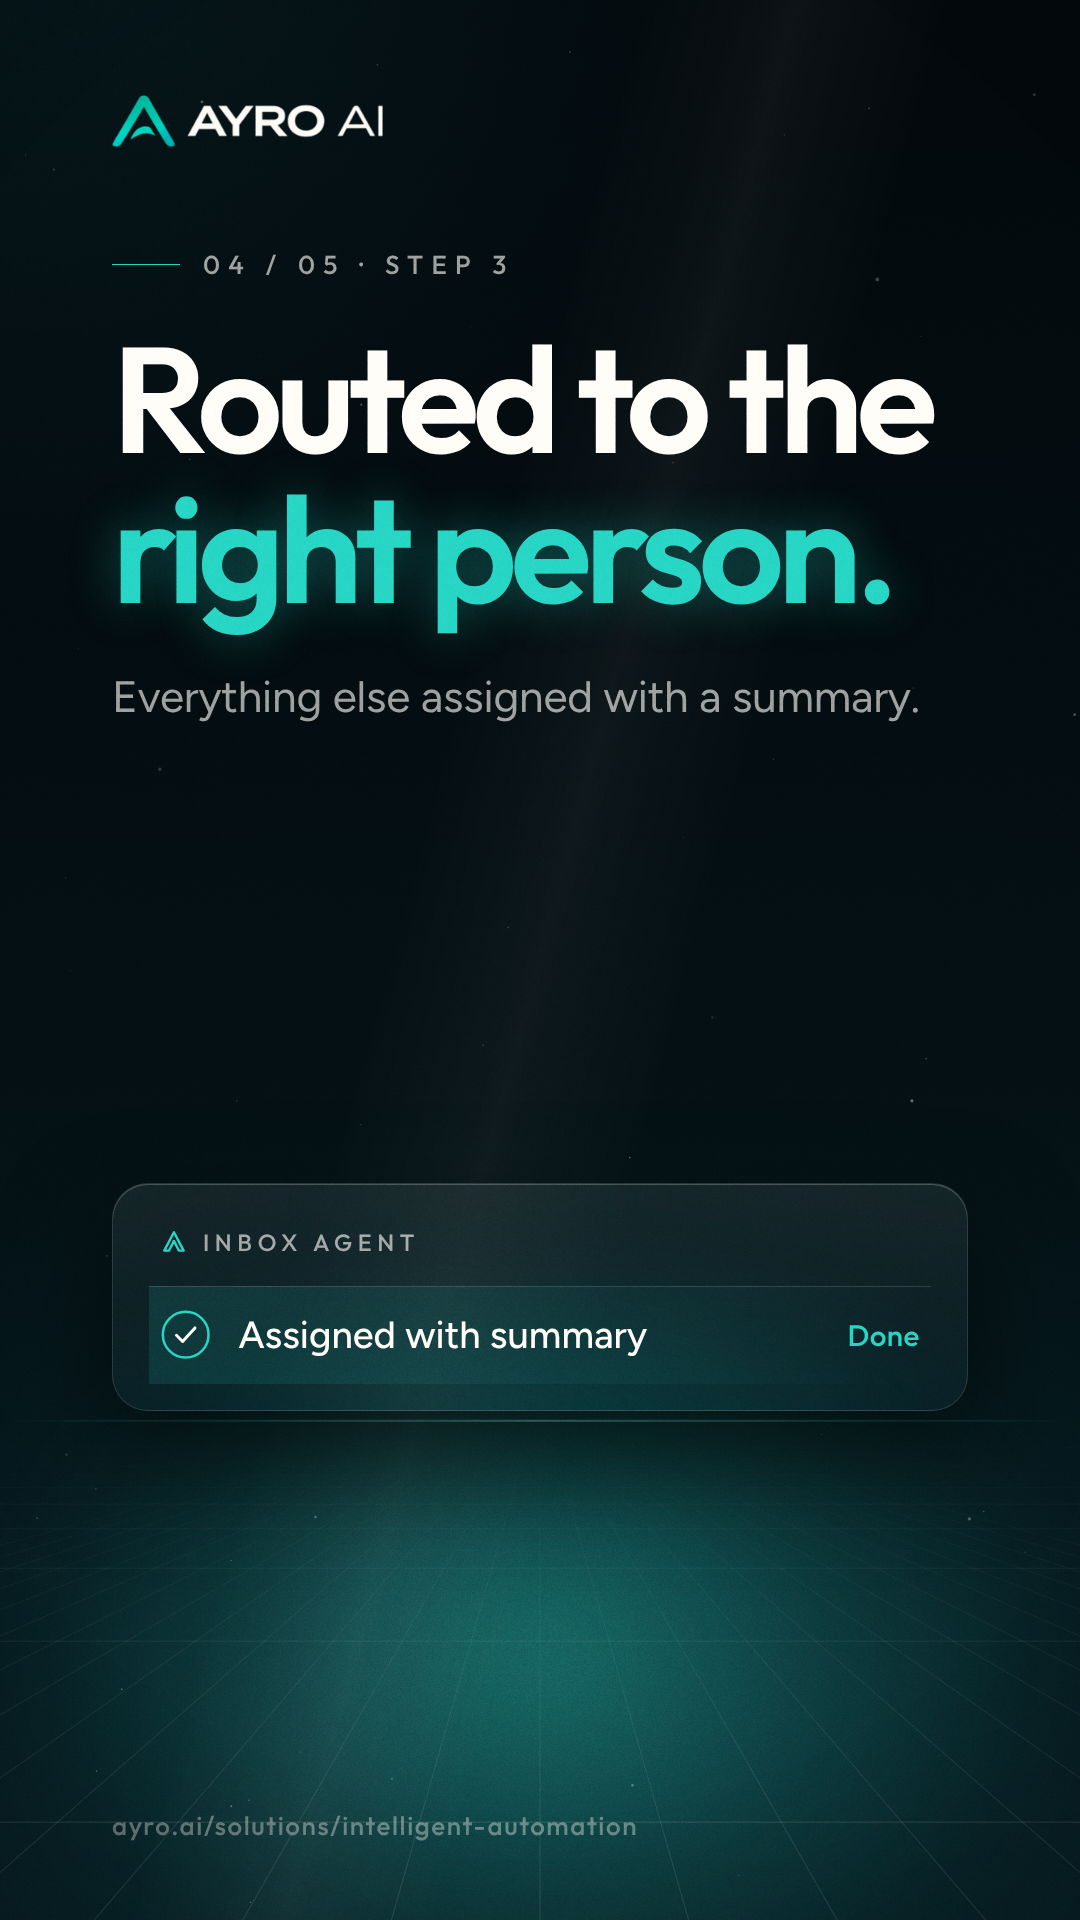 AYRO AI
04 / 05 · STEP 3
Routed to the
right person.
Everything else assigned with a summary.
INBOX AGENT
Assigned with summary
Done
ayro.ai/solutions/intelligent-automation